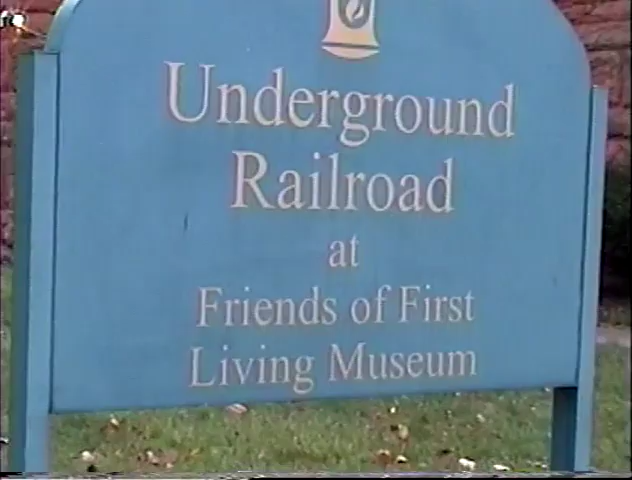 Underground
Railroad
at
Friends of First
Living Museum